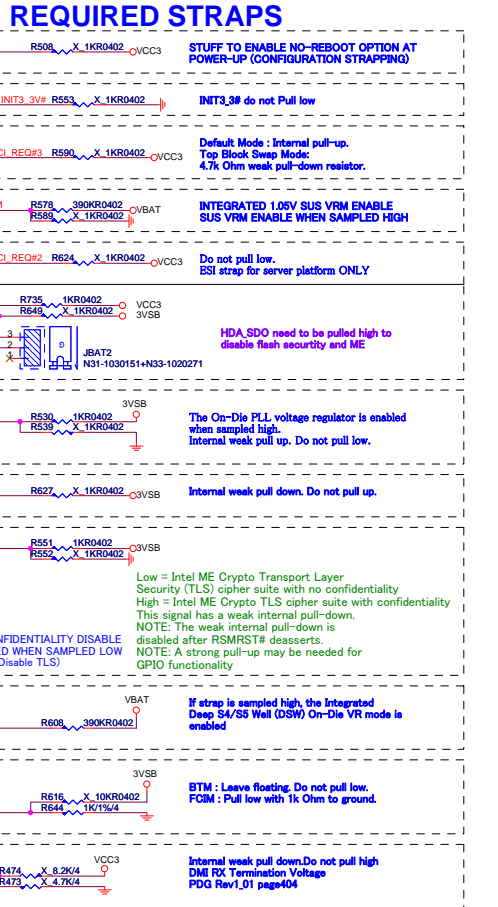 REQUIRED STRAPS
R508 X_1KR0402 VCC3
STUFF TO ENABLE NO-REBOOT OPTION AT
POWER-UP (CONFIGURATION STRAPPING)
INIT3_3V# R553 X_1KR0402
INIT3_3# do not Pull low
CI_REQ#3 R590 X_1KR0402 VCC3
Default Mode : Internal pull-up.
Top Block Swap Mode:
4.7k Ohm weak pull-down resistor.
R578 390KR0402 VBAT
R589 X_1KR0402
INTEGRATED 1.05V SUS VRM ENABLE
SUS VRM ENABLE WHEN SAMPLED HIGH
CI_REQ#2 R624 X_1KR0402 VCC3
Do not pull low.
ESI strap for server platform ONLY
R735 1KR0402 VCC3
R649 X_1KR0402 3VSB
3
2
1
D
JBAT2
N31-1030151+N33-1020271
HDA_SDO need to be pulled high to
disable flash securtity and ME
3VSB
R530 1KR0402
R539 X_1KR0402
The On-Die PLL voltage regulator is enabled
when sampled high.
Internal weak pull up. Do not pull low.
R627 X_1KR0402 3VSB
Internal weak pull down. Do not pull up.
R551 1KR0402 3VSB
R552 X_1KR0402
Low = Intel ME Crypto Transport Layer
Security (TLS) cipher suite with no confidentiality
High = Intel ME Crypto TLS cipher suite with confidentiality
This signal has a weak internal pull-down.
NOTE: The weak internal pull-down is
disabled after RSMRST# deasserts.
NOTE: A strong pull-up may be needed for
GPIO functionality
NFIDENTIALITY DISABLE
ED WHEN SAMPLED LOW
Disable TLS)
VBAT
R608 390KR0402
If strap is sampled high, the Integrated
Deep S4/S5 Well (DSW) On-Die VR mode is
enabled
3VSB
R616 X_10KR0402
R644 1K/1%/4
BTM : Leave floating. Do not pull low.
FCIM : Pull low with 1k Ohm to ground.
VCC3
R474 X_8.2K/4
R473 X_4.7K/4
Internal weak pull down.Do not pull high
DMI RX Termination Voltage
PDG Rev1_01 page404